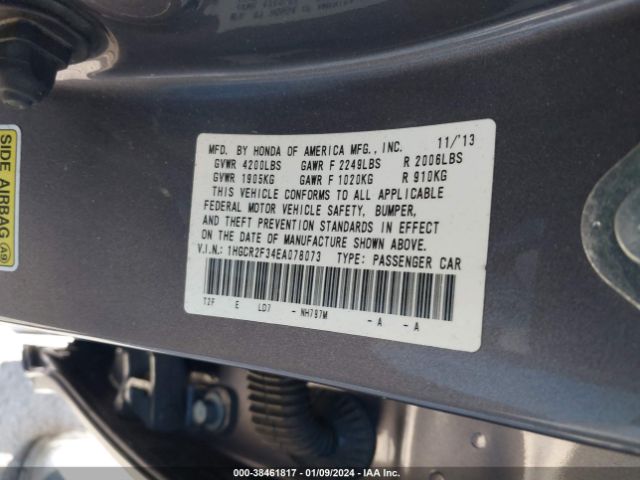 MFD. BY HONDA OF AMERICA MFG., INC. 11/'13
GVWR 4200LBS GAWR F 2249LBS R 2006LBS
GVWR 1905KG GAWR F 1020KG R 910KG
THIS VEHICLE CONFORMS TO ALL APPLICABLE
FEDERAL MOTOR VEHICLE SAFETY, BUMPER,
AND THEFT PREVENTION STANDARDS IN EFFECT
ON THE DATE OF MANUFACTURE SHOWN ABOVE.
V.I.N.: 1HGCR2F34EA078073 TYPE: PASSENGER CAR
T2F E LD7 - NH797M - A - A
SIDE AIRBAG A9
000-38461817 - 01/09/2024 - IAA Inc.